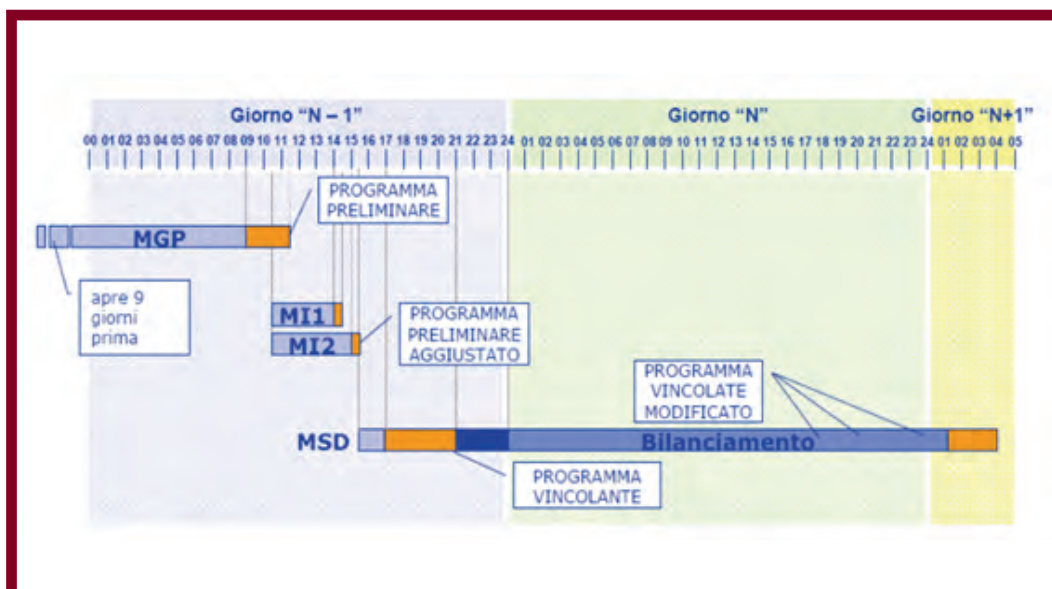 Giorno “N – 1”
Giorno “N”
Giorno “N+1”
00 01 02 03 04 05 06 07 08 09 10 11 12 13 14 15 16 17 18 19 20 21 22 23 24 01 02 03 04 05 06 07 08 09 10 11 12 13 14 15 16 17 18 19 20 21 22 23 24 01 02 03 04 05
PROGRAMMA
PRELIMINARE
MGP
apre 9
giorni
prima
MI1
MI2
PROGRAMMA
PRELIMINARE
AGGIUSTATO
PROGRAMMA
VINCOLATE
MODIFICATO
MSD
Bilanciamento
PROGRAMMA
VINCOLANTE